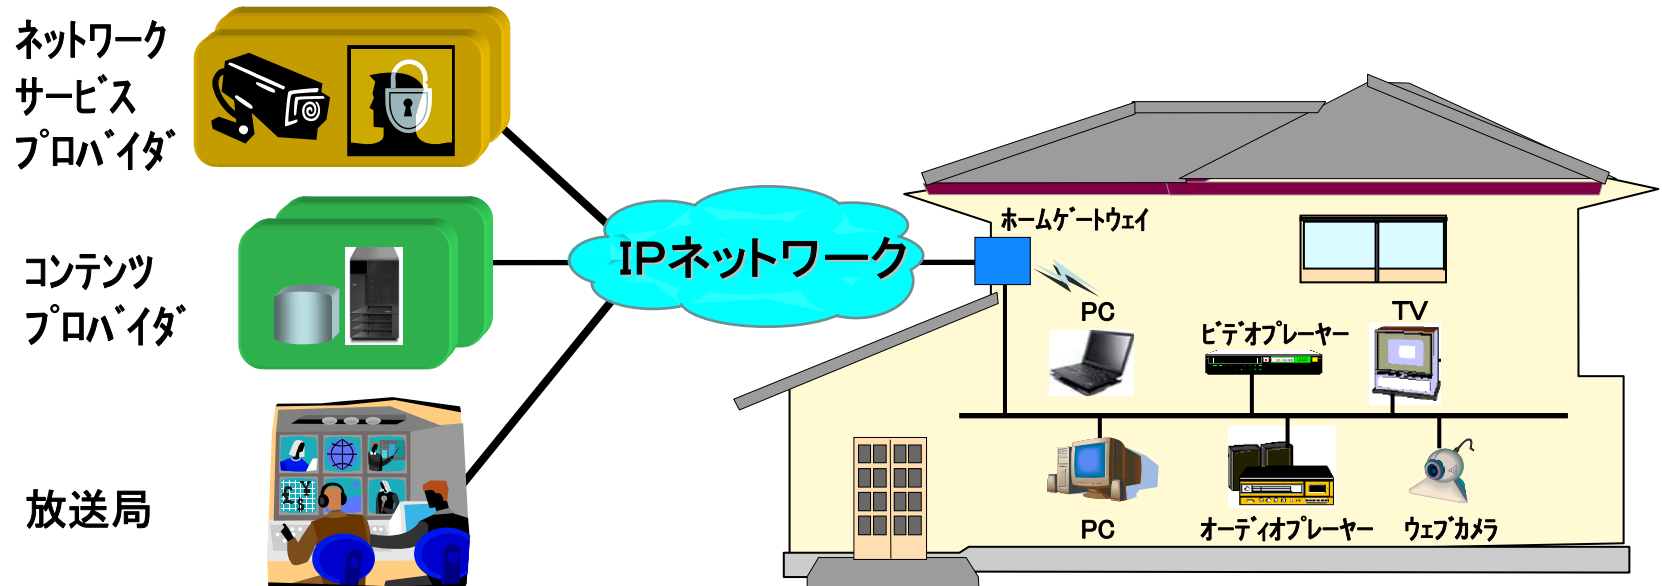 ネットワーク
サービス
プロバイダ
コンテンツ
プロバイダ
放送局
IPネットワーク
ホームゲートウェイ
PC
ビデオプレーヤー
TV
PC
オーディオプレーヤー
ウェブカメラ
£
¥
$